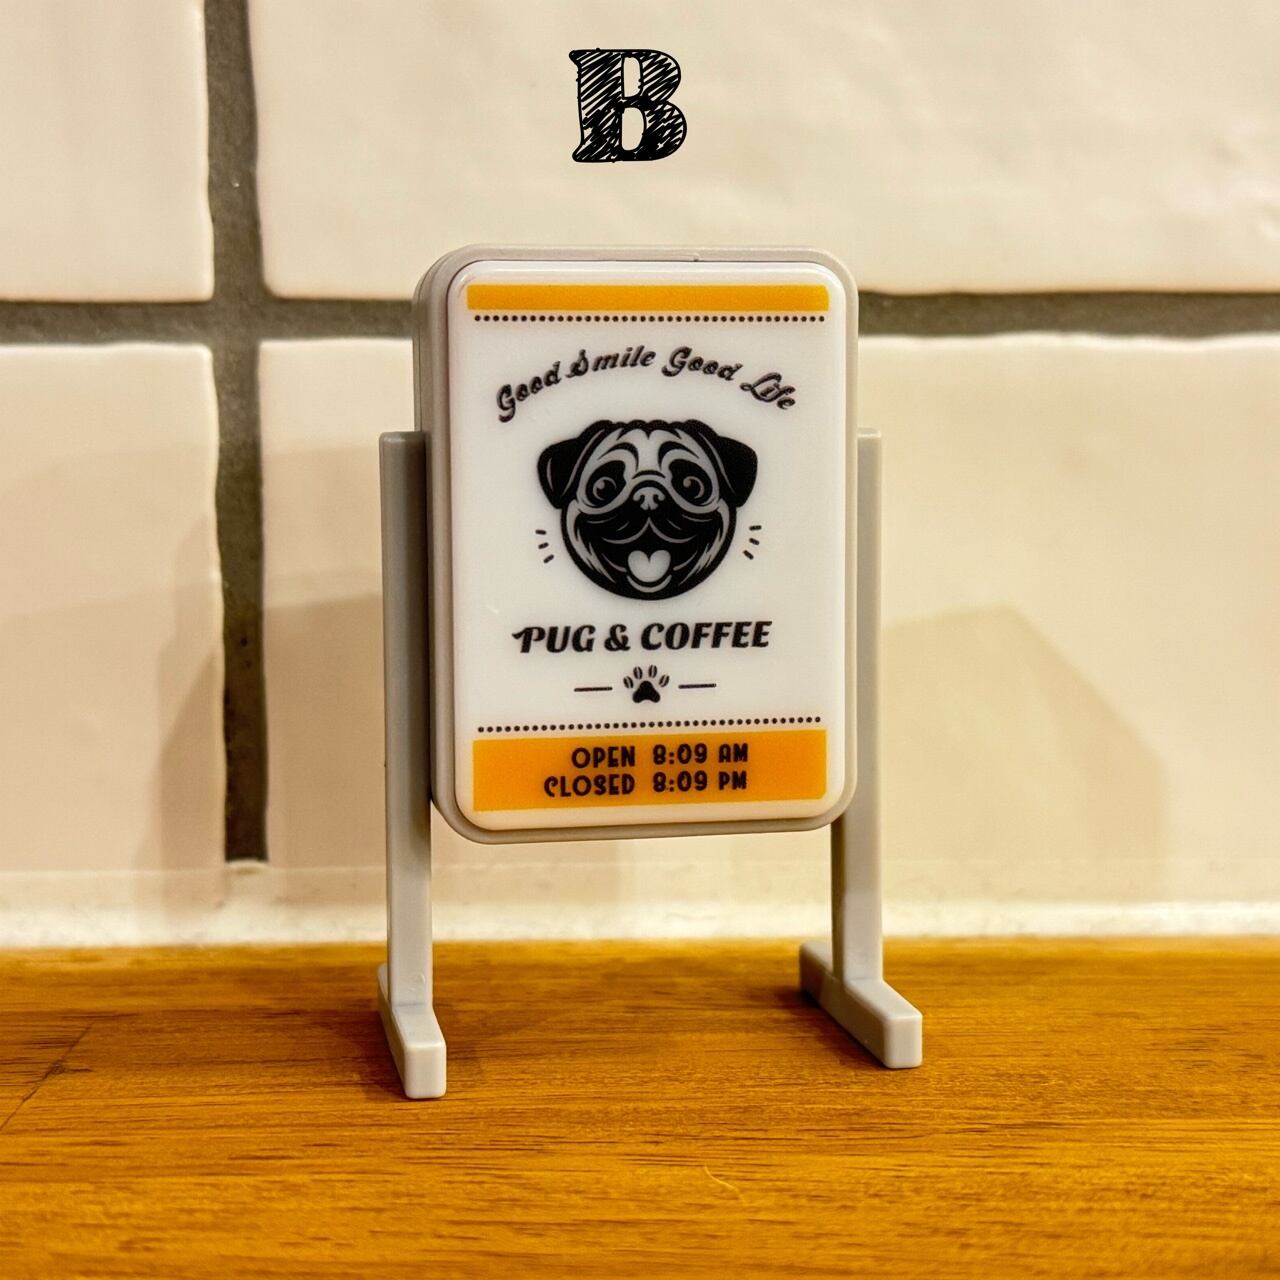 B
Good Smile Good Life
PUG & COFFEE
OPEN 8:09 AM
CLOSED 8:09 PM